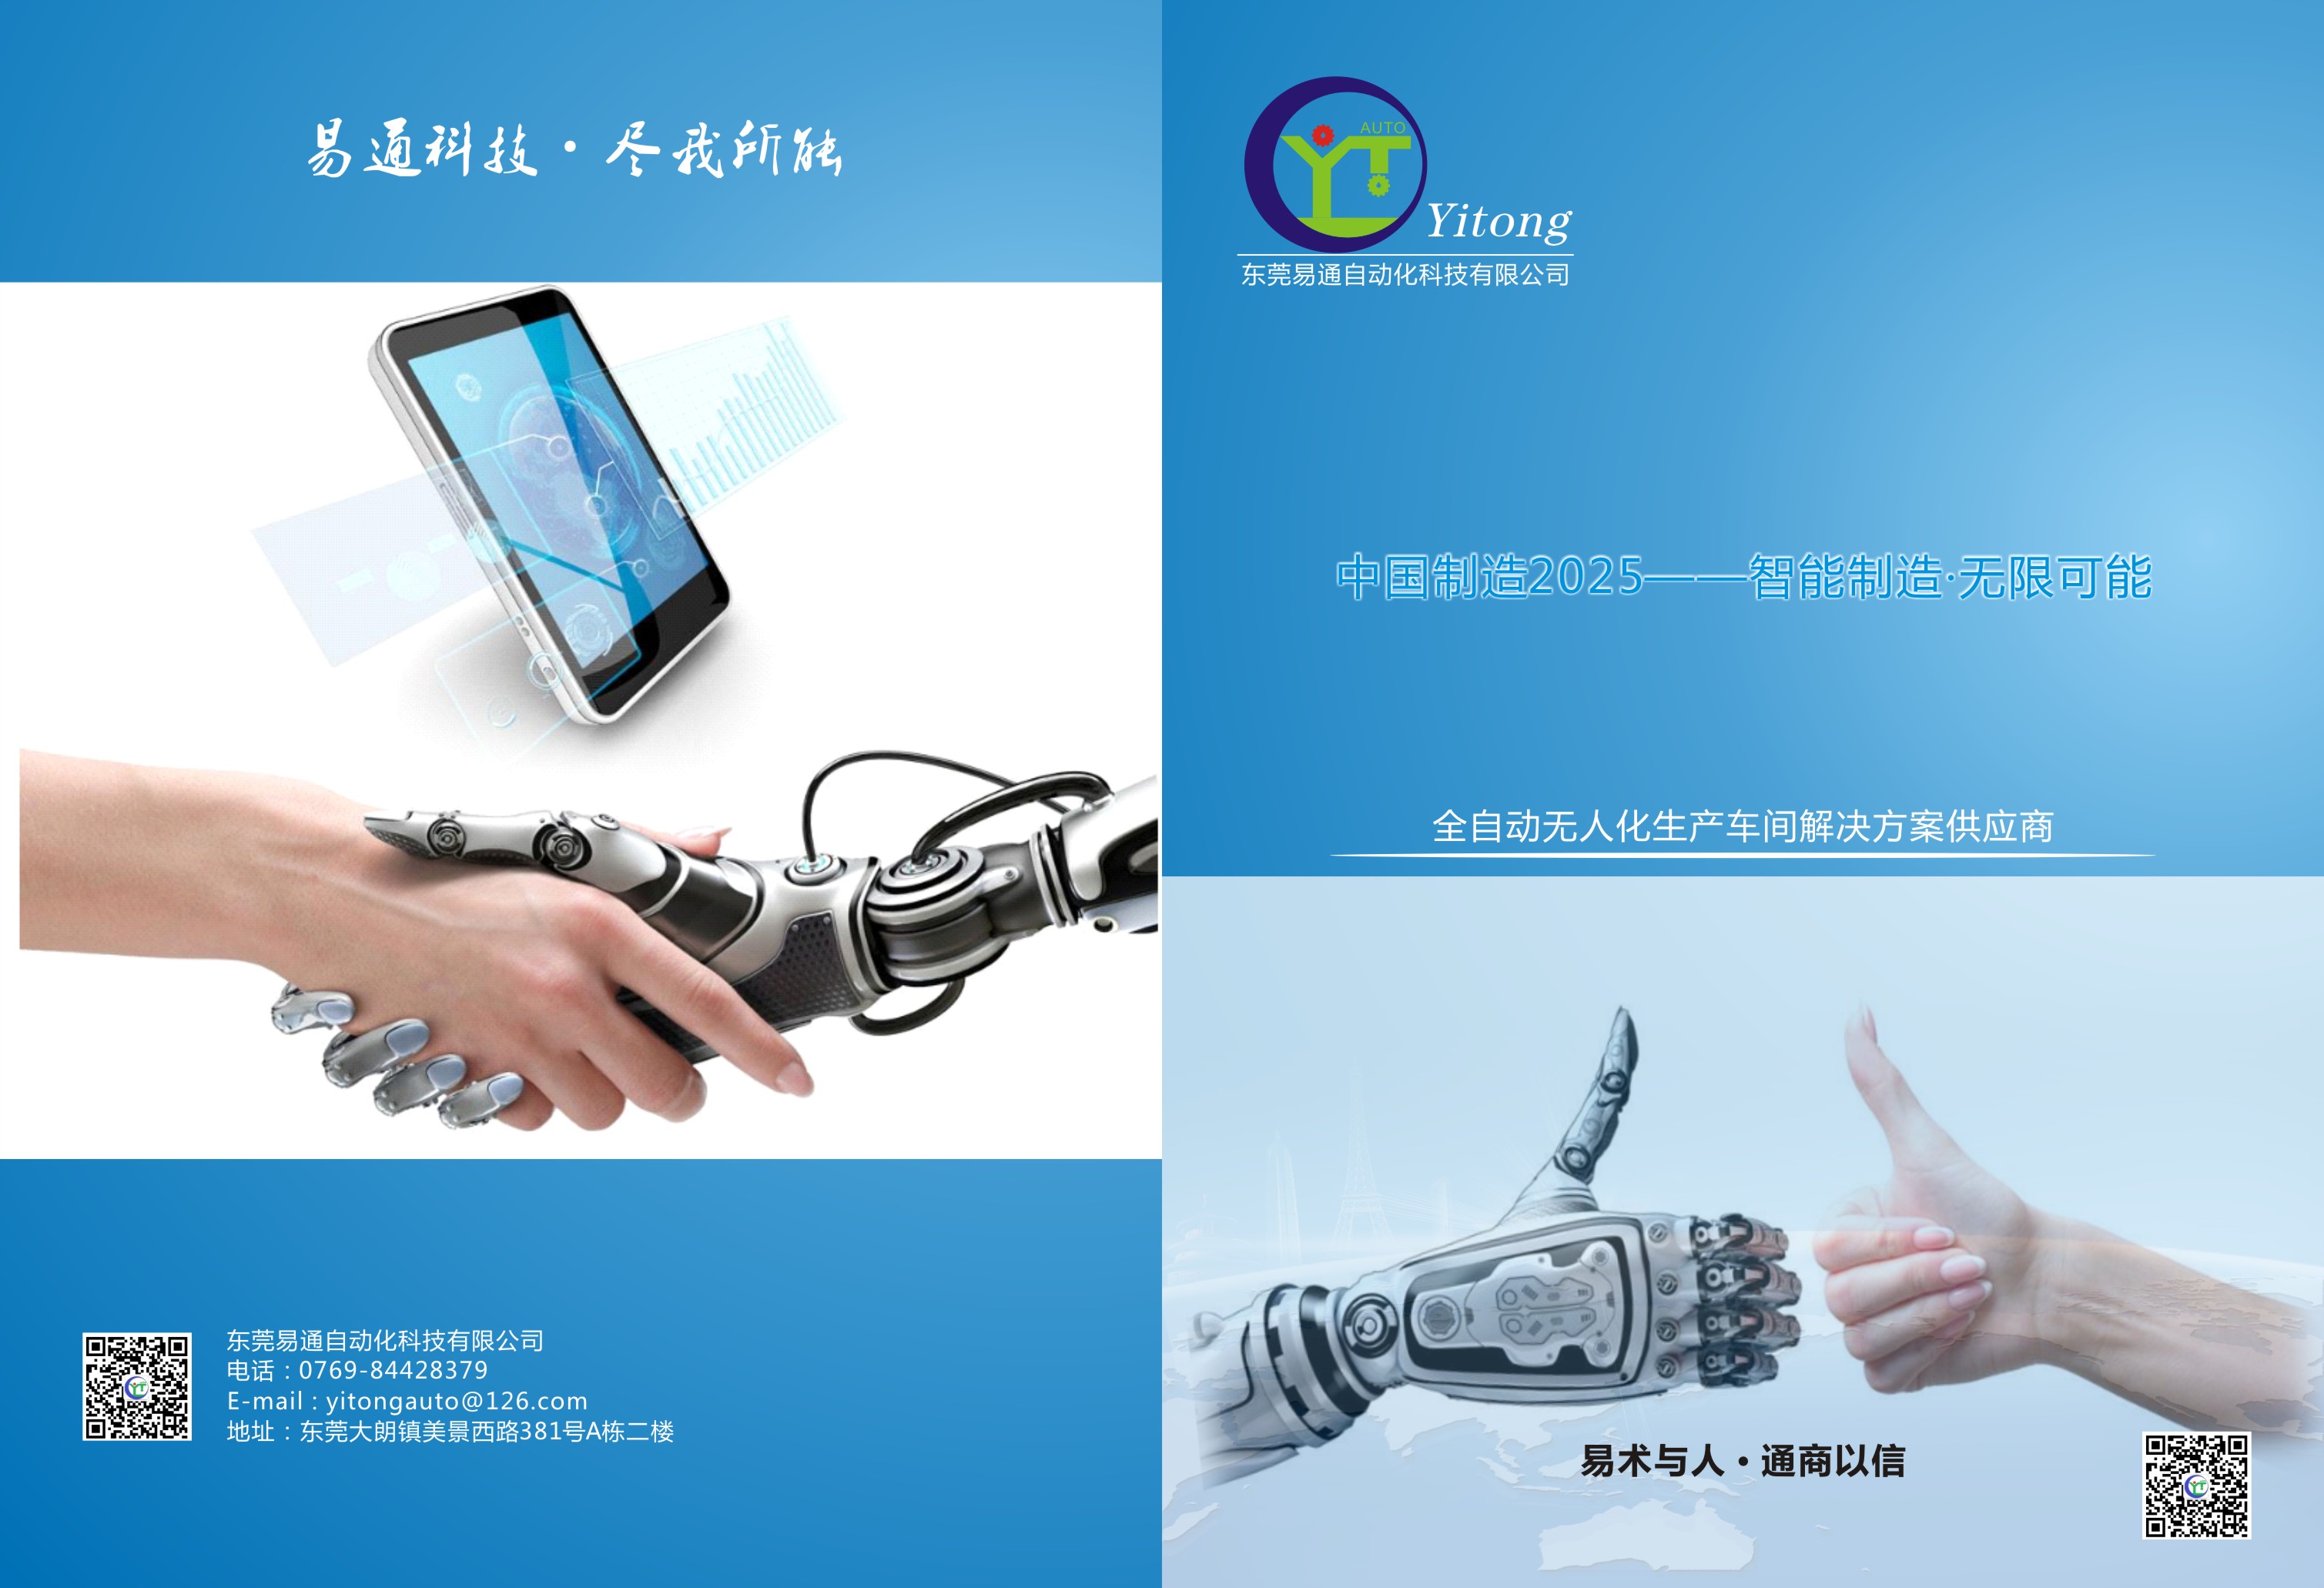 易通科技·尽我所能
东莞易通自动化科技有限公司
电话：0769-84428379
E-mail : yitongauto@126.com
地址：东莞大朗镇美景西路381号A栋二楼
YT AUTO
Yitong
东莞易通自动化科技有限公司
中国制造2025——智能制造·无限可能
全自动无人化生产车间解决方案供应商
易术与人·通商以信